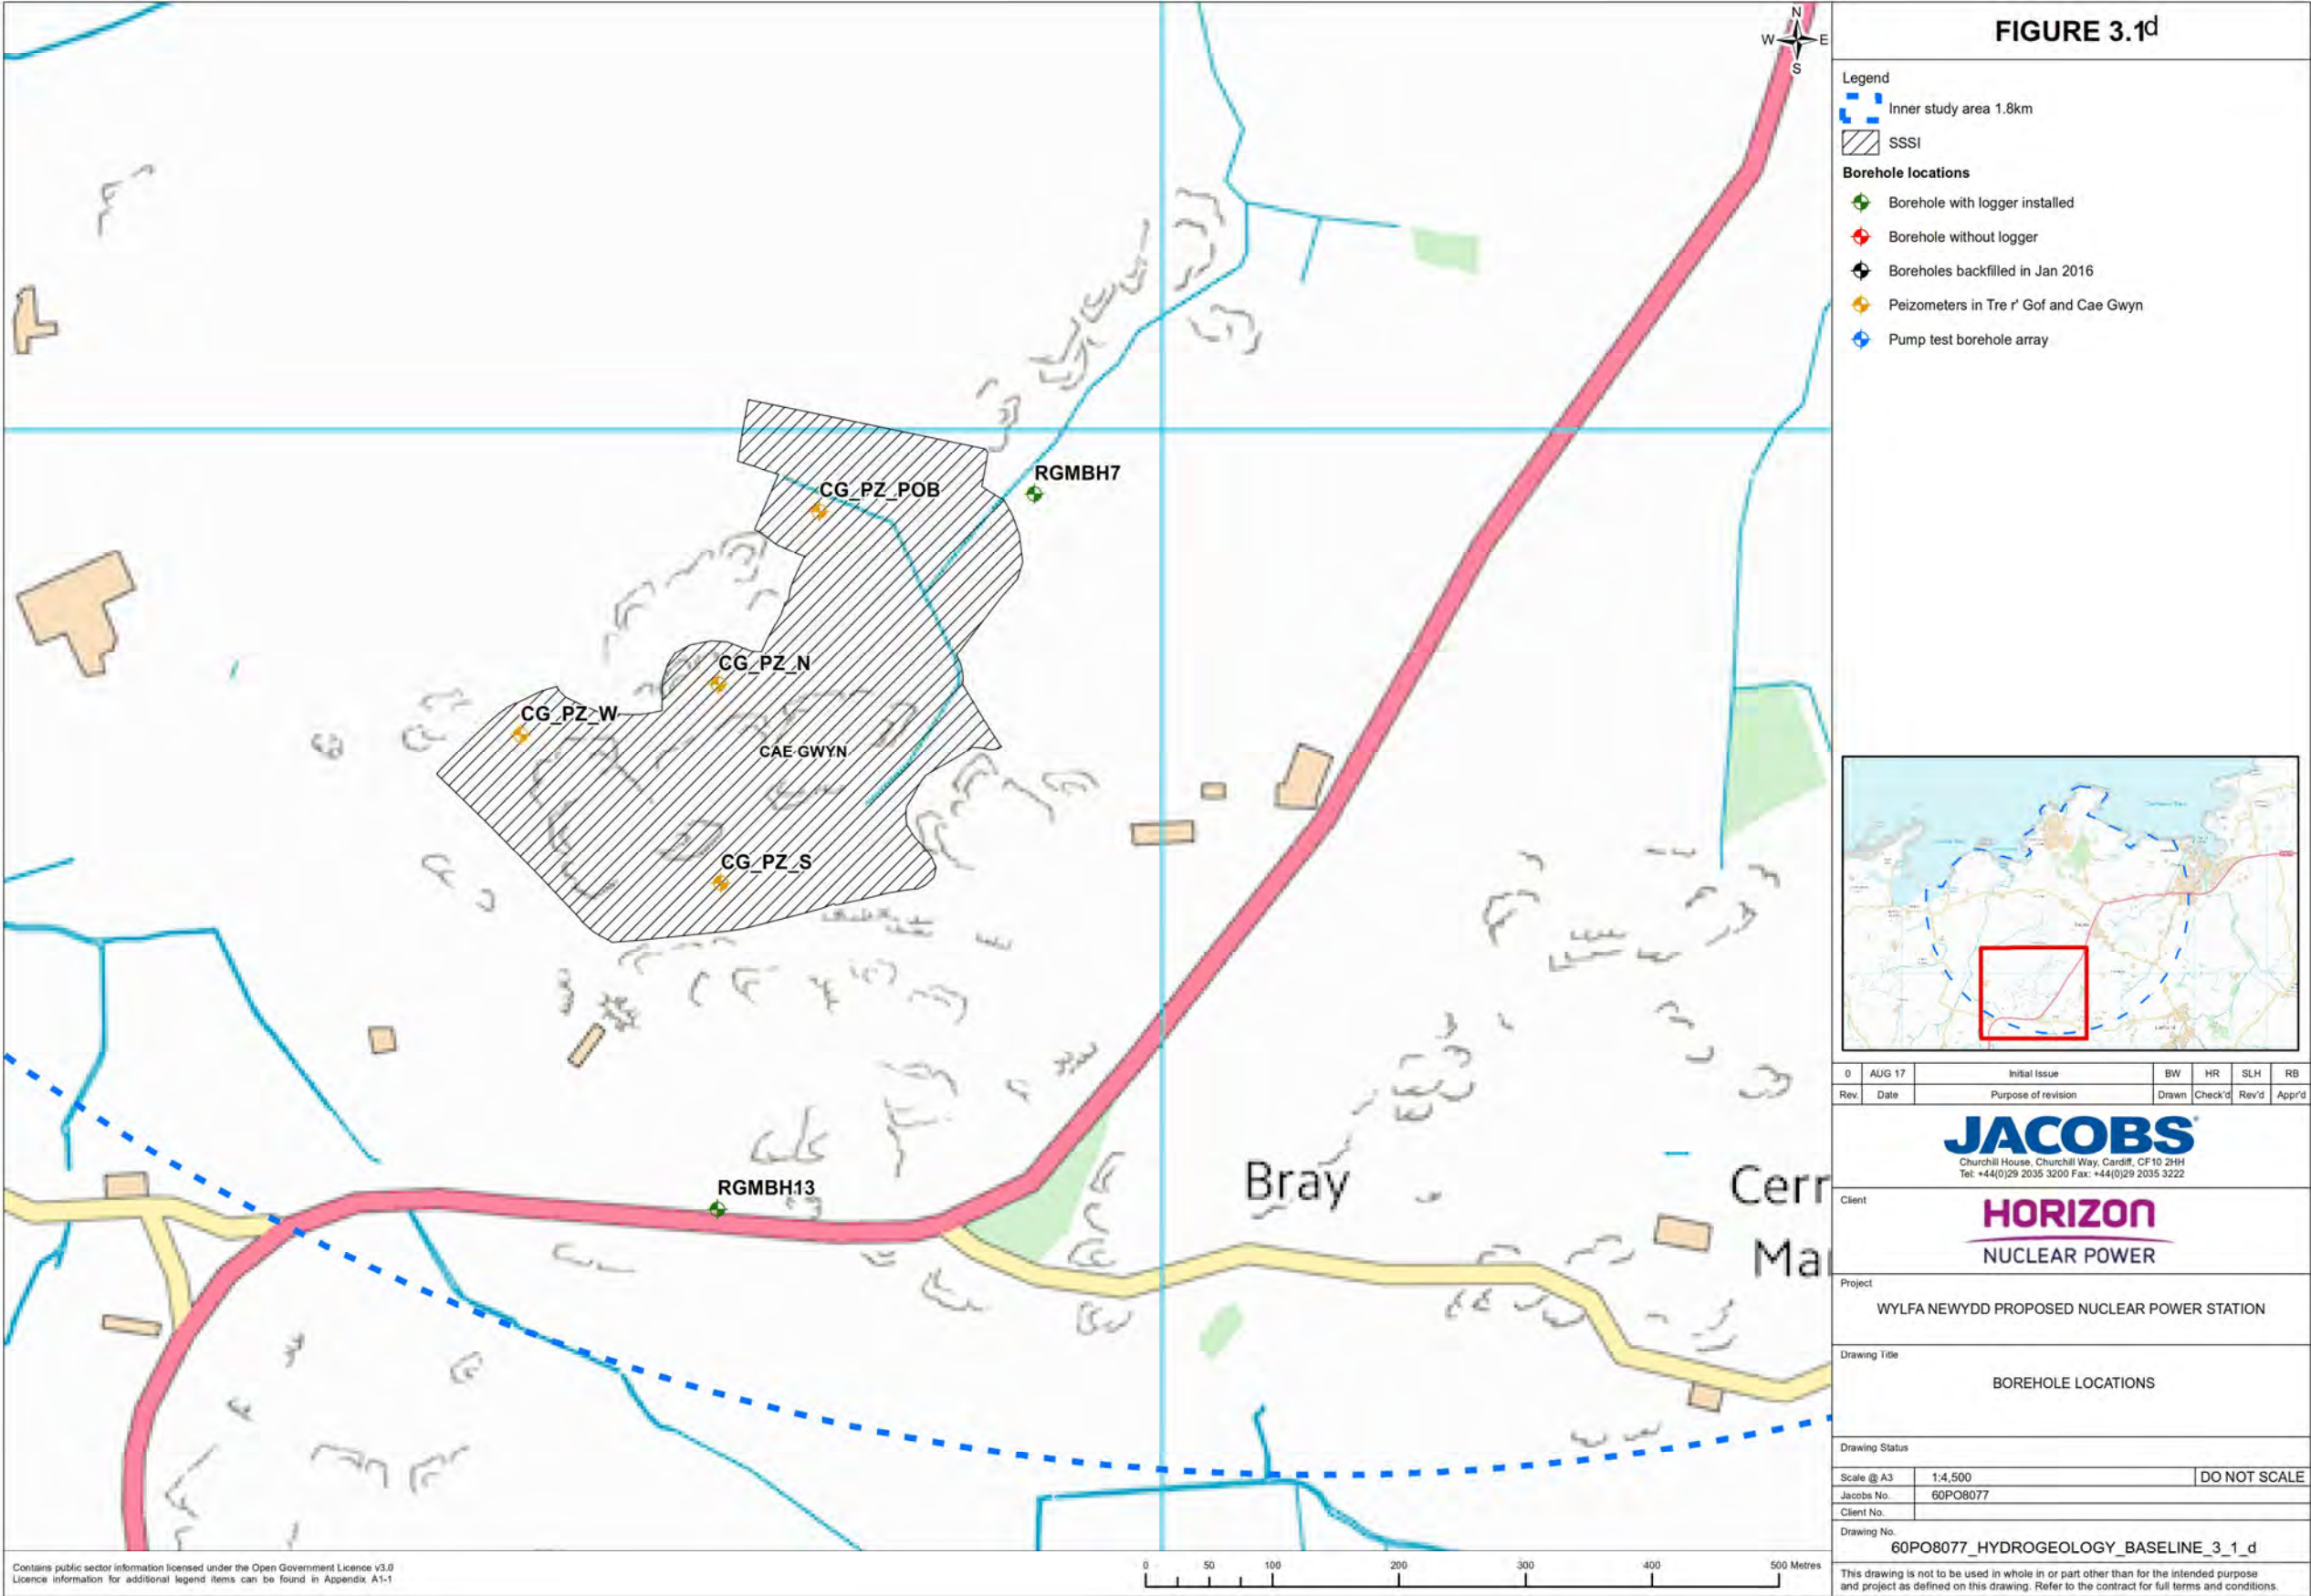 N
W E
S
RGMBH7
CG_PZ_POB
CG_PZ_N
CG_PZ_W
CAE GWYN
CG_PZ_S
RGMBH13
Bray
Cerr
Mai
FIGURE 3.1d
Legend
Inner study area 1.8km
SSSI
Borehole locations
Borehole with logger installed
Borehole without logger
Boreholes backfilled in Jan 2016
Peizometers in Tre r' Gof and Cae Gwyn
Pump test borehole array
0 AUG 17 Initial Issue BW HR SLH RB
Rev. Date Purpose of revision Drawn Check'd Rev'd Appr'd
JACOBS
Churchill House, Churchill Way, Cardiff, CF10 2HH
Tel: +44(0)29 2035 3200 Fax: +44(0)29 2035 3222
Client
HORIZON
NUCLEAR POWER
Project
WYLFA NEWYDD PROPOSED NUCLEAR POWER STATION
Drawing Title
BOREHOLE LOCATIONS
Drawing Status
Scale @ A3 1:4,500 DO NOT SCALE
Jacobs No. 60PO8077
Client No.
Drawing No.
60PO8077_HYDROGEOLOGY_BASELINE_3_1_d
This drawing is not to be used in whole in or part other than for the intended purpose
and project as defined on this drawing. Refer to the contract for full terms and conditions.
Contains public sector information licensed under the Open Government Licence v3.0
Licence information for additional legend items can be found in Appendix A1-1
0 50 100 200 300 400 500 Metres